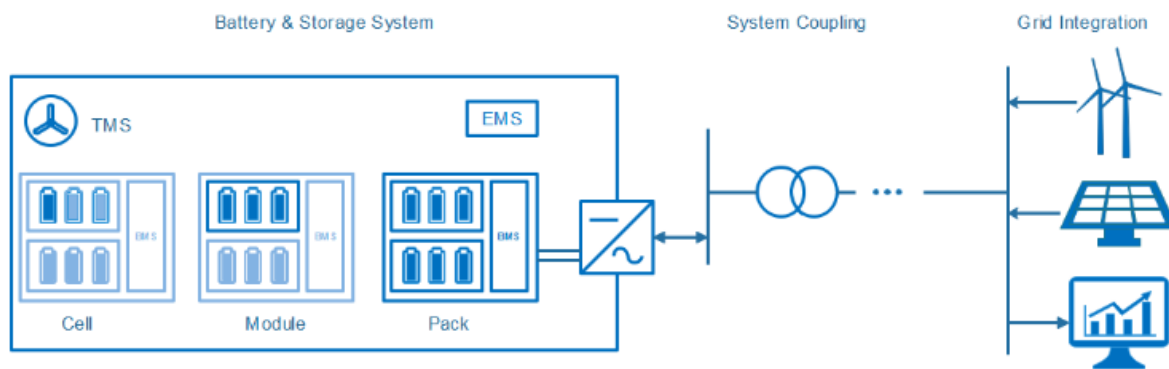 Battery & Storage System
System Coupling
Grid Integration
TMS
EMS
BMS
BMS
BMS
Cell
Module
Pack